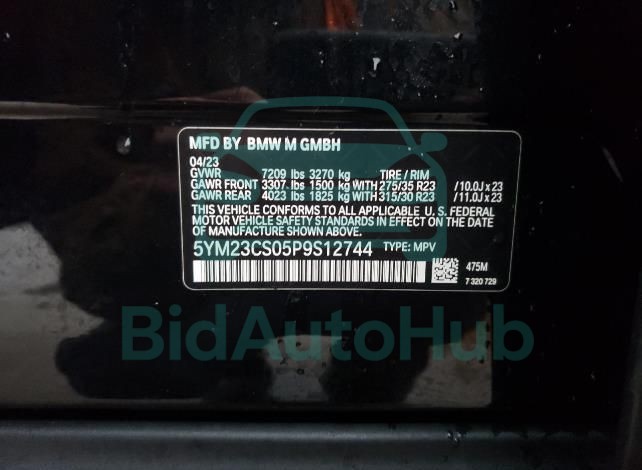 MFD BY BMW M GMBH
04/23
GVWR 7209 lbs 3270 kg TIRE / RIM
GAWR FRONT 3307 lbs 1500 kg WITH 275/35 R23 /10.0J x 23
GAWR REAR 4023 lbs 1825 kg WITH 315/30 R23 /11.0J x 23
THIS VEHICLE CONFORMS TO ALL APPLICABLE U. S. FEDERAL
MOTOR VEHICLE SAFETY STANDARDS IN EFFECT ON THE DATE
OF MANUFACTURE SHOWN ABOVE.
5YM23CS05P9S12744 TYPE: MPV
475M
7 320 729
BidAutoHub